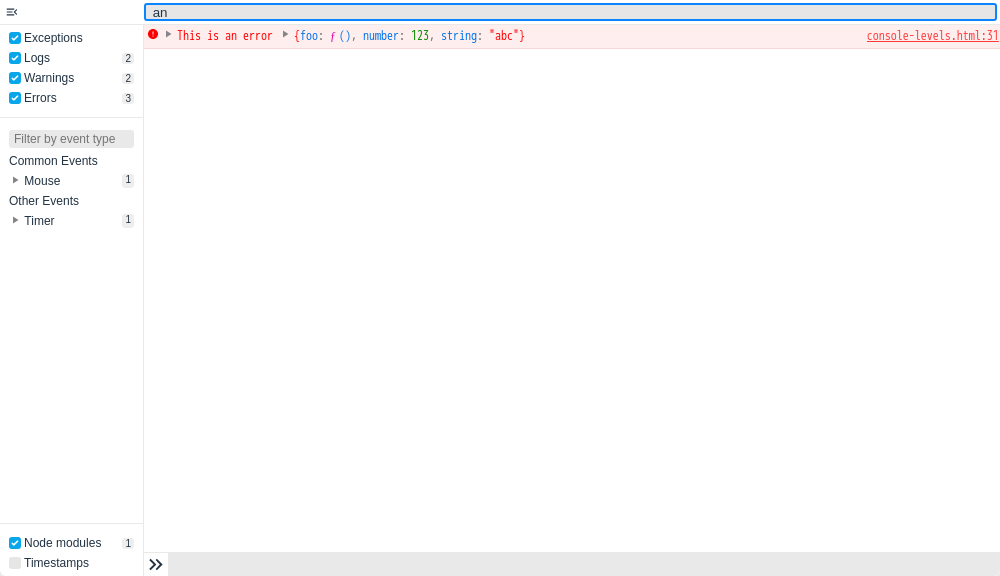 an
Exceptions
Logs 2
Warnings 2
Errors 3
Filter by event type
Common Events
Mouse 1
Other Events
Timer 1
Node modules 1
Timestamps
This is an error {foo: ƒ (), number: 123, string: "abc"} console-levels.html:31